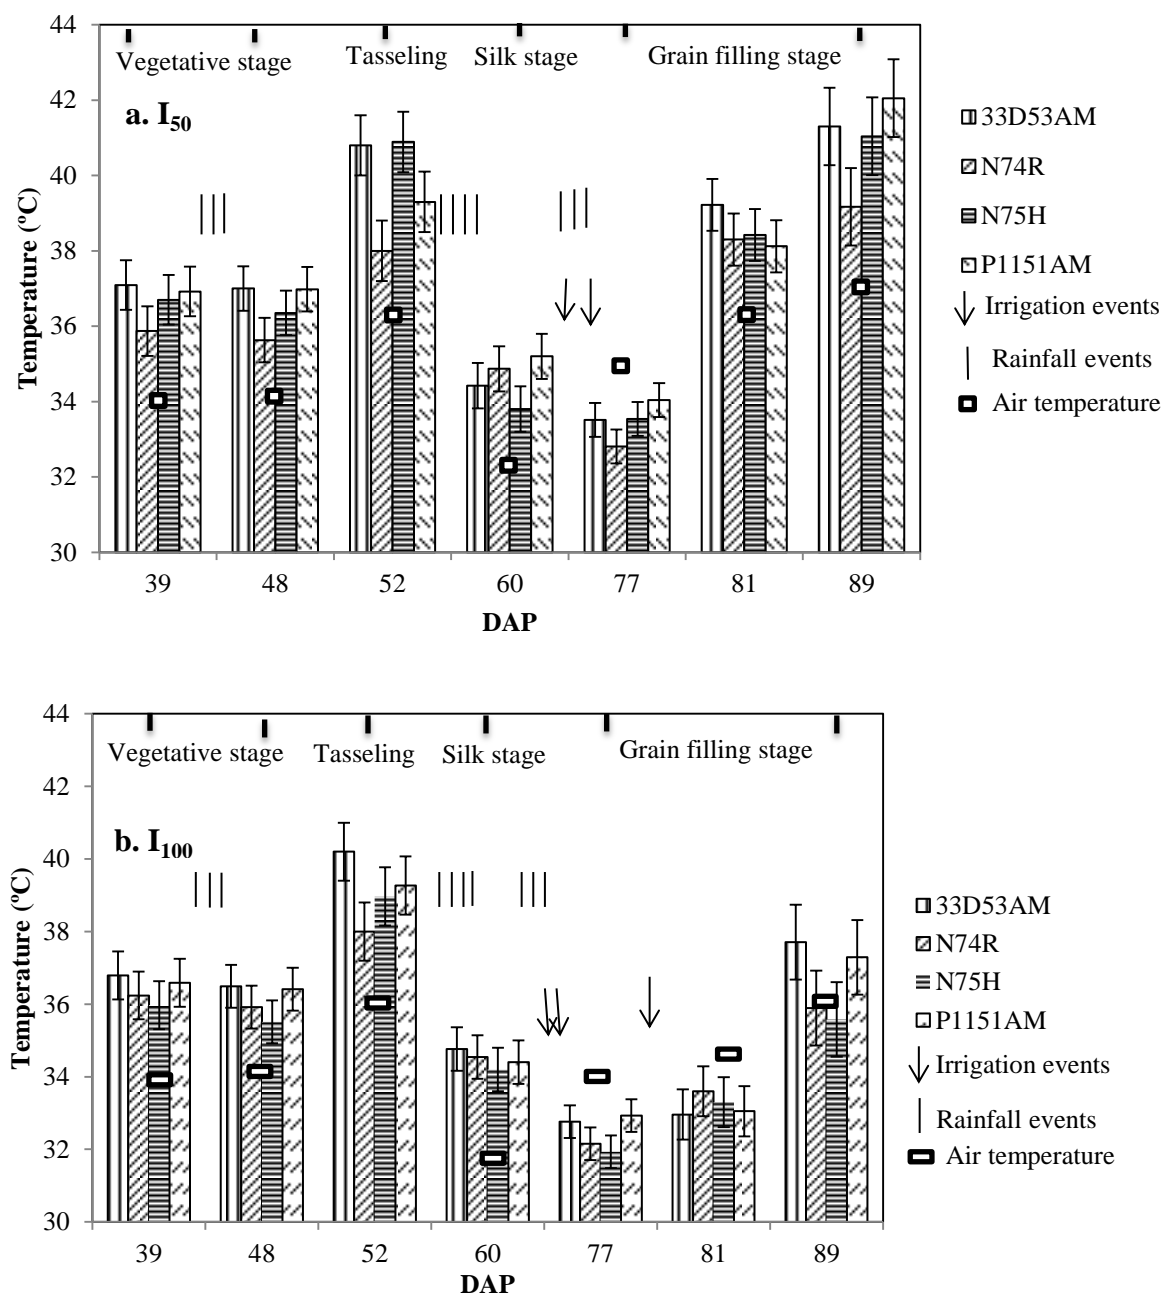 44
42
40
38
36
34
32
30
Temperature (°C)
Vegetative stage
Tasseling
Silk stage
Grain filling stage
a. I50
39 48 52 60 77 81 89
DAP
33D53AM
N74R
N75H
P1151AM
Irrigation events
Rainfall events
Air temperature
44
42
40
38
36
34
32
30
Temperature (°C)
Vegetative stage
Tasseling
Silk stage
Grain filling stage
b. I100
39 48 52 60 77 81 89
DAP
33D53AM
N74R
N75H
P1151AM
Irrigation events
Rainfall events
Air temperature